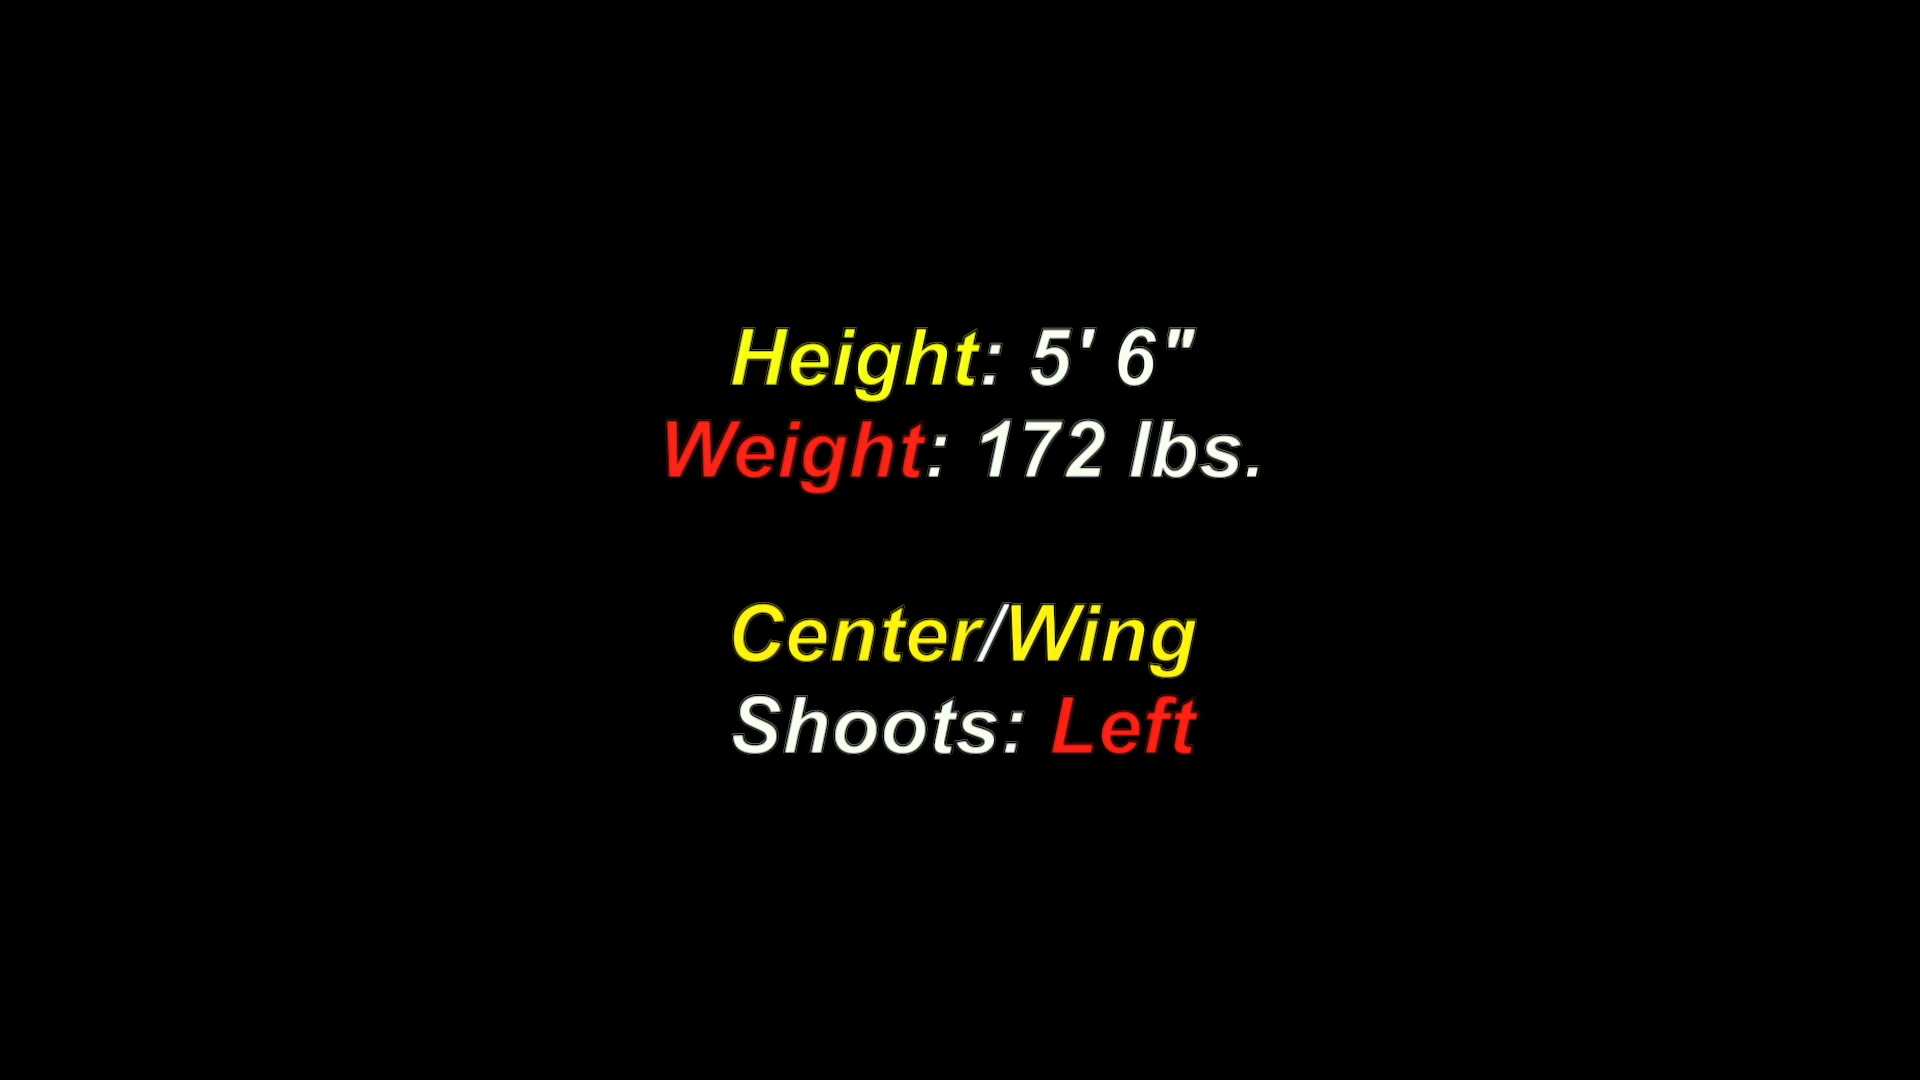 Height: 5' 6"
Weight: 172 lbs.
Center/Wing
Shoots: Left